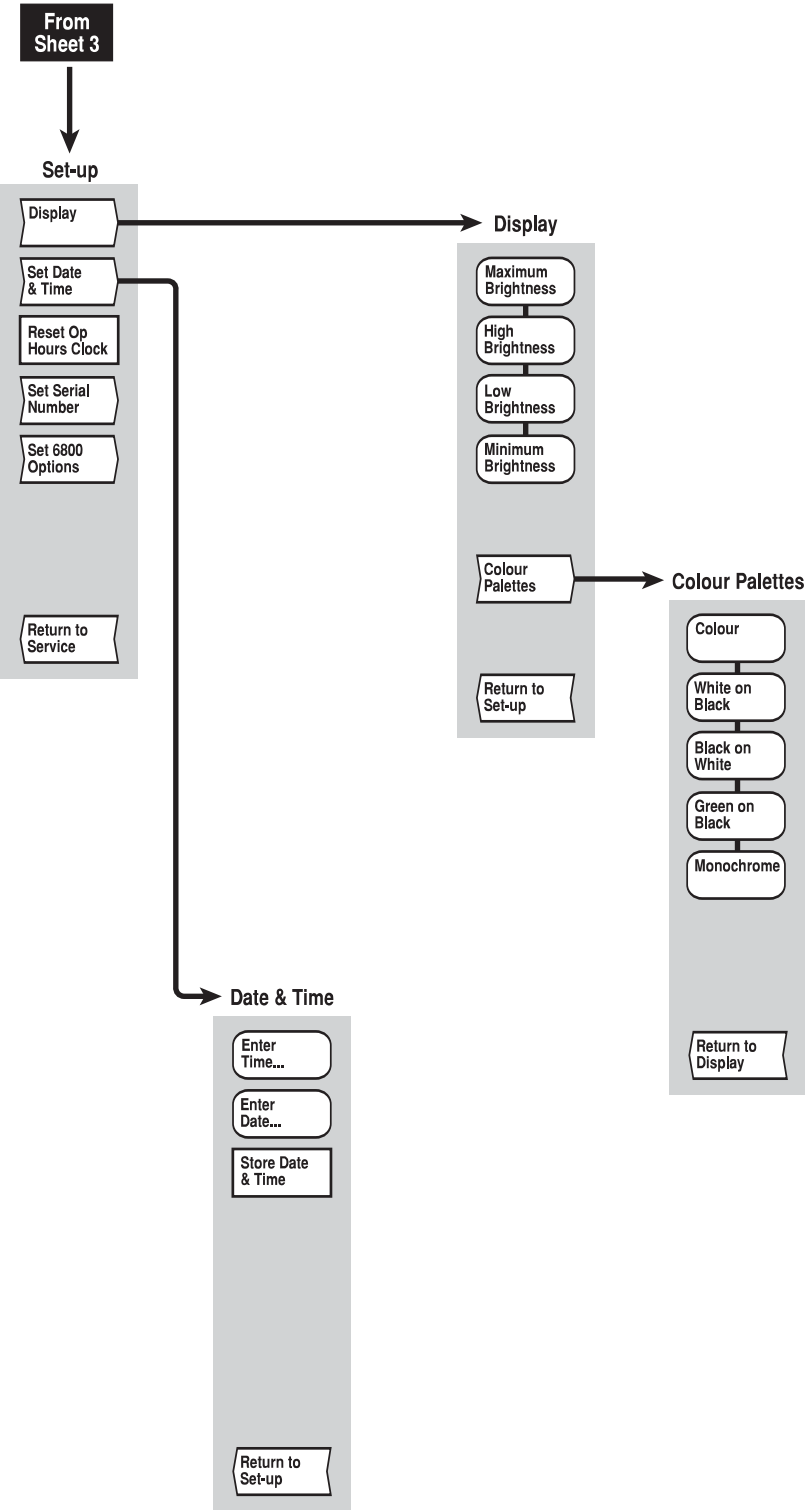 From
Sheet 3
Set-up
Display
Set Date
& Time
Reset Op
Hours Clock
Set Serial
Number
Set 6800
Options
Return to
Service
Display
Maximum
Brightness
High
Brightness
Low
Brightness
Minimum
Brightness
Colour
Palettes
Return to
Set-up
Colour Palettes
Colour
White on
Black
Black on
White
Green on
Black
Monochrome
Return to
Display
Date & Time
Enter
Time...
Enter
Date...
Store Date
& Time
Return to
Set-up